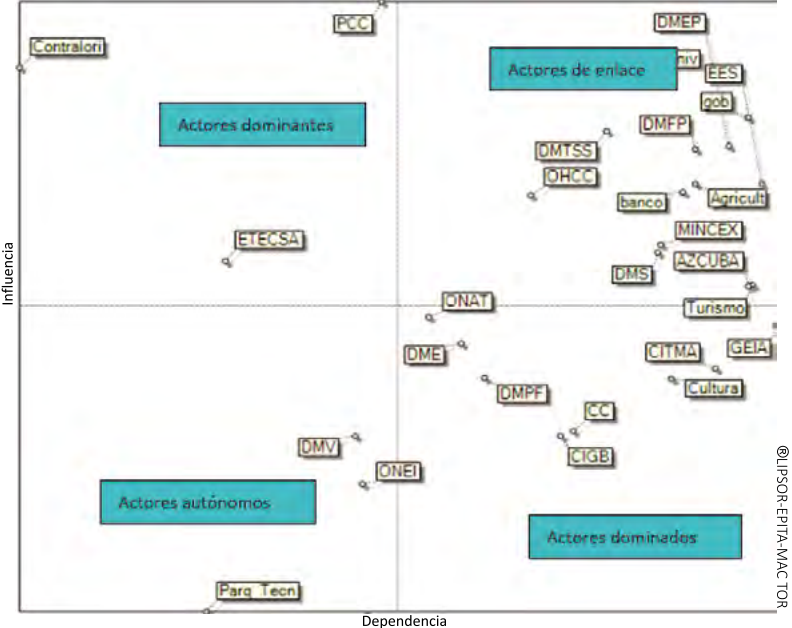 PCC
DMEP
Contralori
niv
Actores de enlace
EES
gob
Actores dominantes
DMFP
DMTSS
OHCC
banco
Agricult
MINCEX
ETECSA
AZCUBA
DMS
Influencia
ONAT
Turismo
DME
CITMA
GEIA
DMPF
Cultura
CC
DMV
CIGB
ONEI
Actores autónomos
Actores dominados
Parq Tecn
Dependencia
®LIPSOR-EPITA-MAC TOR